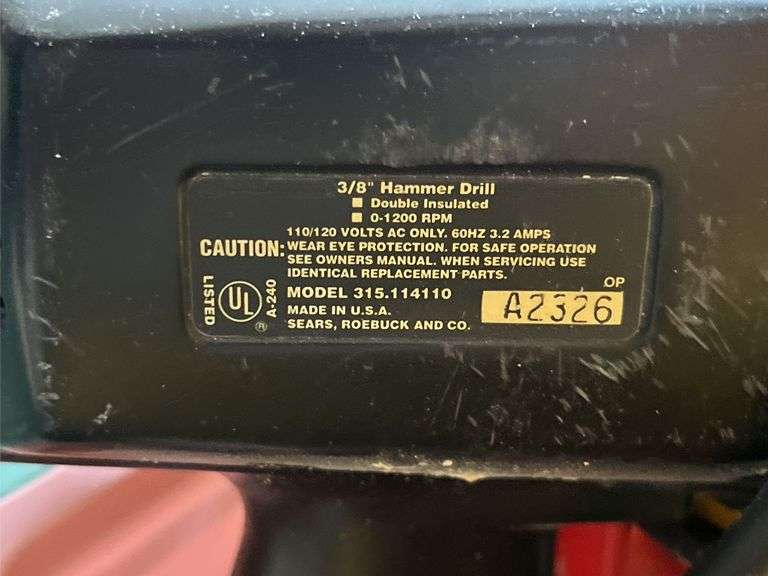 3/8" Hammer Drill
■ Double Insulated
■ 0-1200 RPM
110/120 VOLTS AC ONLY. 60HZ 3.2 AMPS
CAUTION: WEAR EYE PROTECTION. FOR SAFE OPERATION
SEE OWNERS MANUAL. WHEN SERVICING USE
IDENTICAL REPLACEMENT PARTS.
LISTED
UL
®
A-240
MODEL 315.114110
MADE IN U.S.A.
SEARS, ROEBUCK AND CO.
OP
A2326